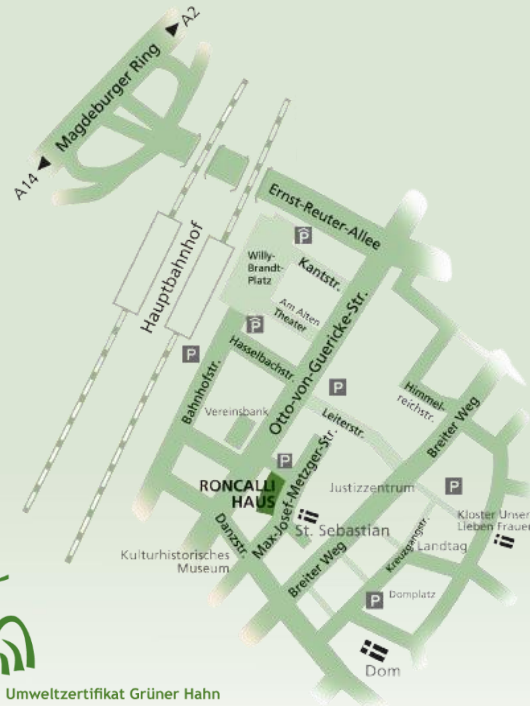 A2
Magdeburger Ring
A14
Ernst-Reuter-Allee
P
Willy-
Brandt-
Platz
Kantstr.
Hauptbahnhof
Am Alten
Theater
P
Otto-von-Guericke-Str.
P
Hasselbachstr.
Bahnhofstr.
P
Himmel-
reichstr.
Vereinsbank
Leiterstr.
Breiter Weg
P
Max-Josef-Metzger-Str.
RONCALLI
HAUS
Justizzentrum
P
Danzstr.
St. Sebastian
Kloster Unser
Lieben Frauen
Kreuzgangstr.
Landtag
Kulturhistorisches
Museum
Breiter Weg
P
Domplatz
Dom
Umweltzertifikat Grüner Hahn